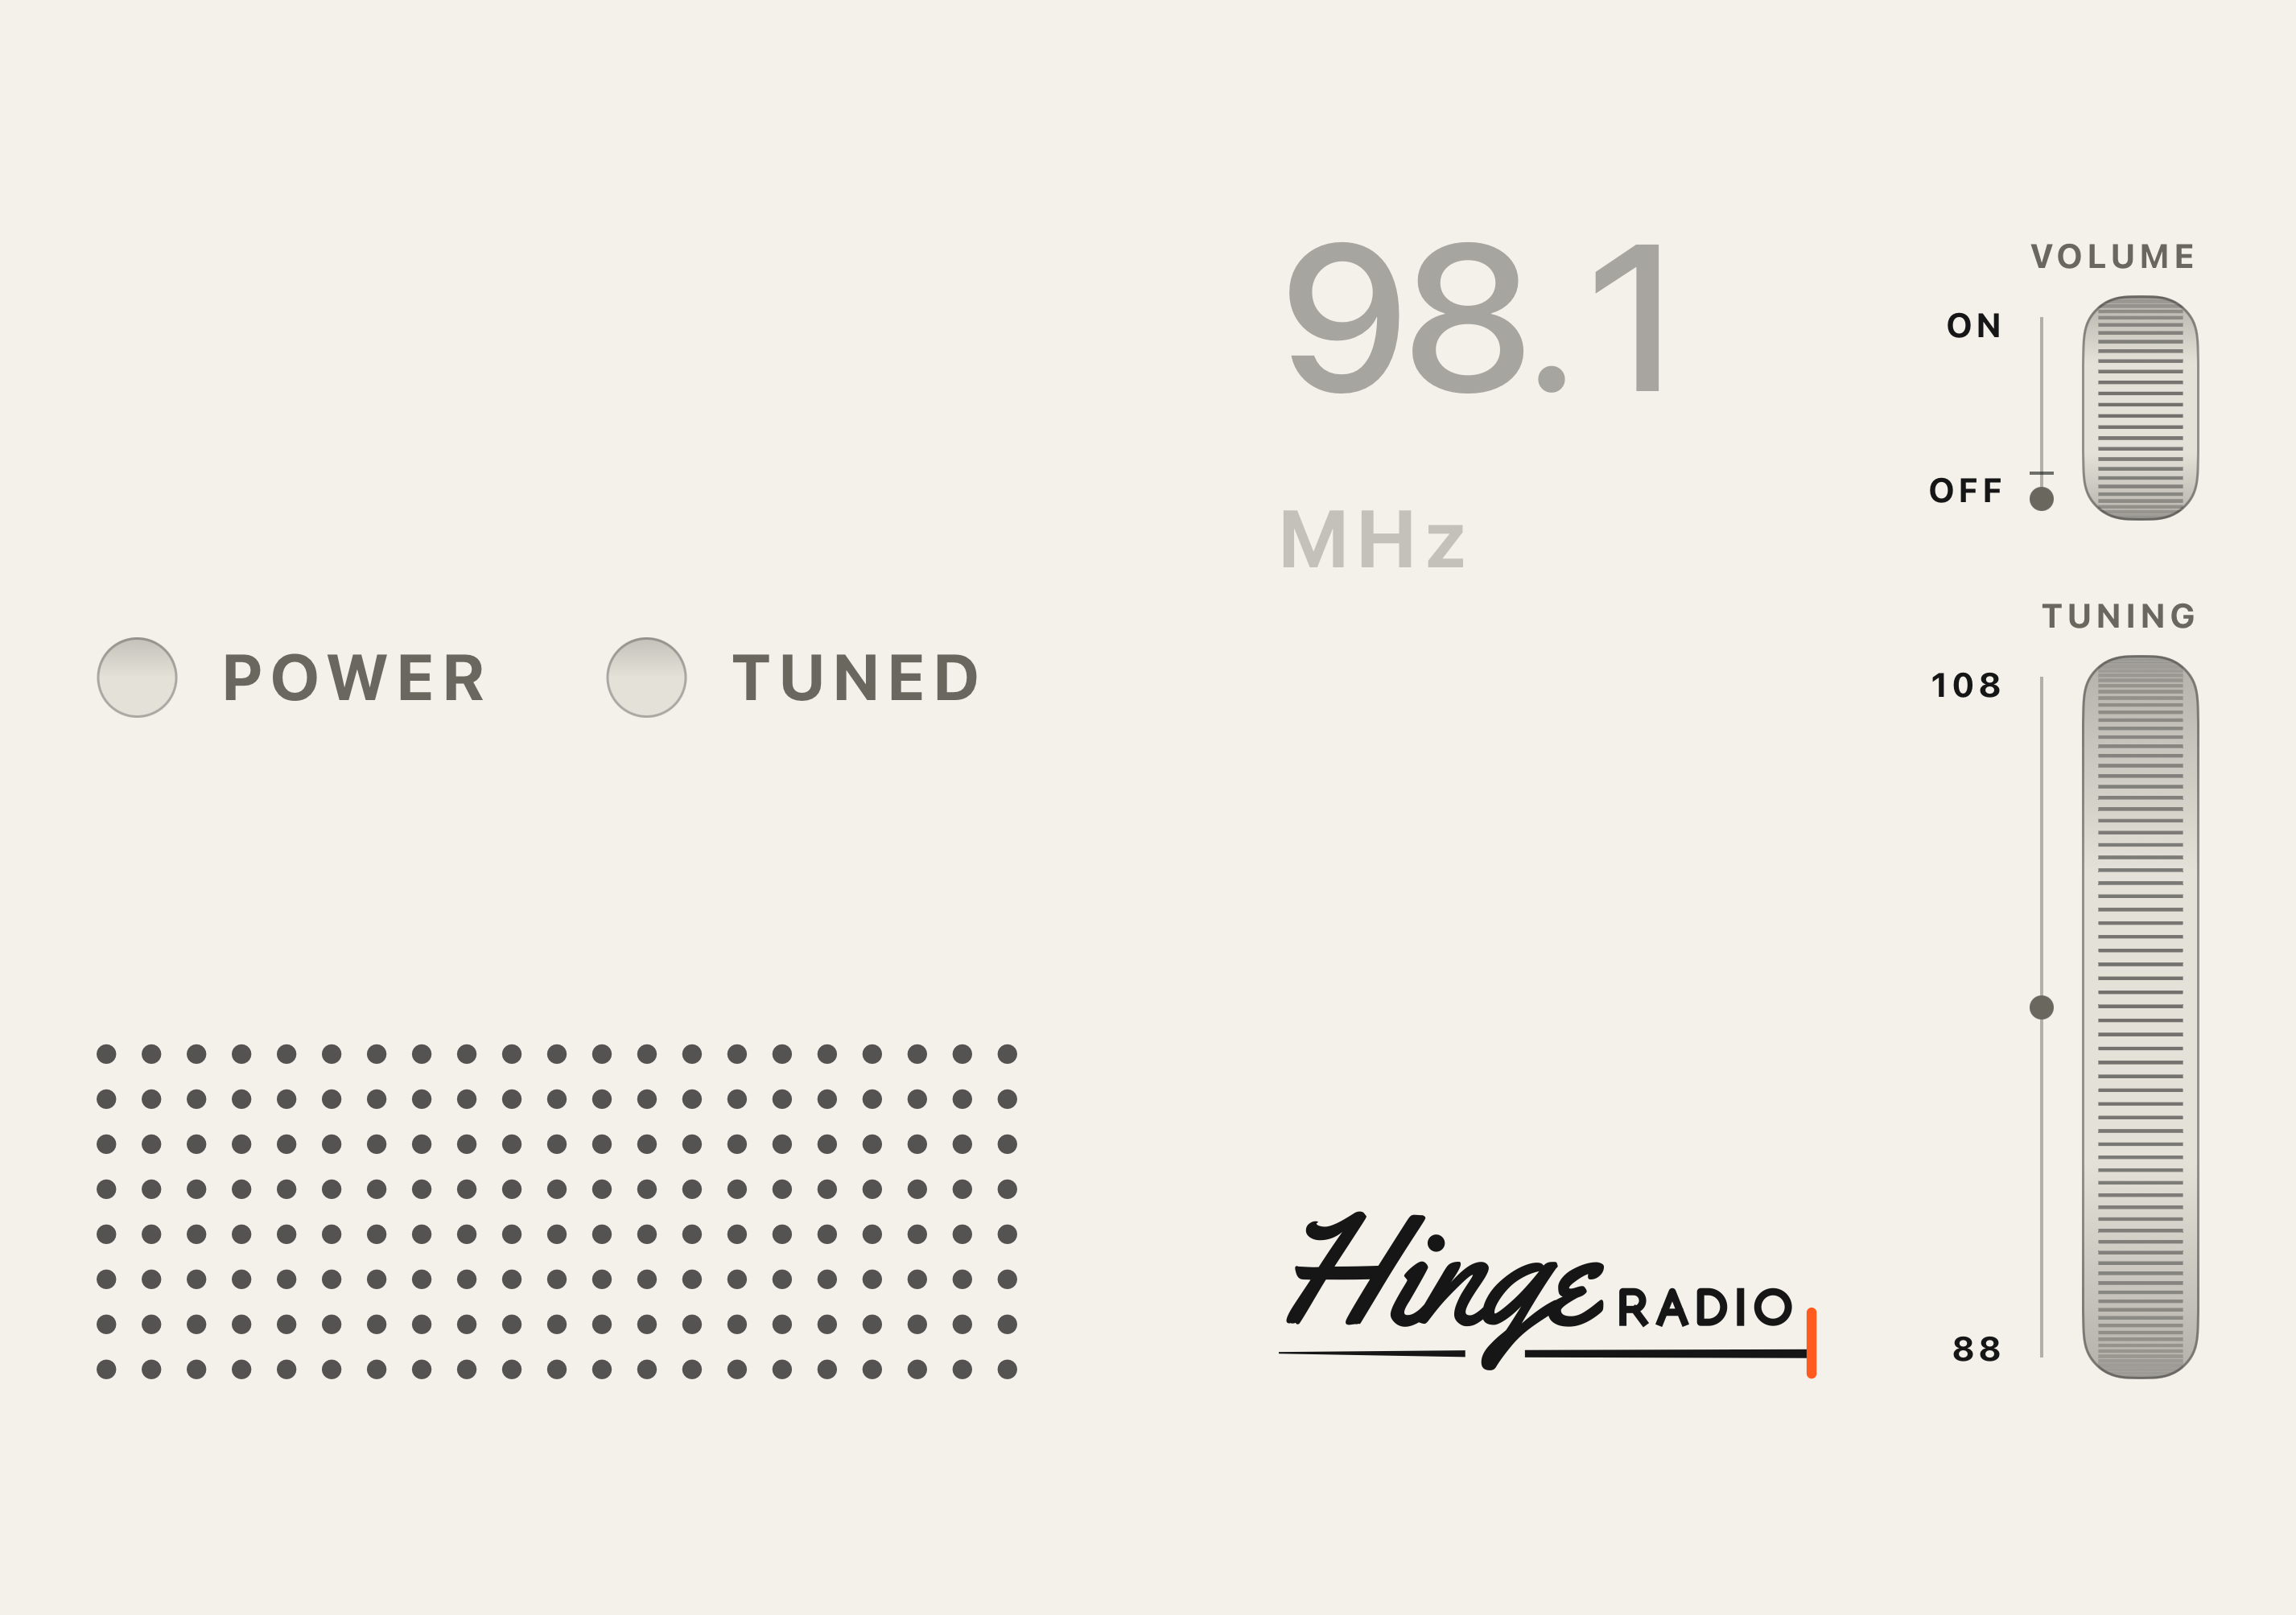 98.1
MHz
VOLUME
ON
OFF
POWER
TUNED
TUNING
108
88
Hinge RADIO